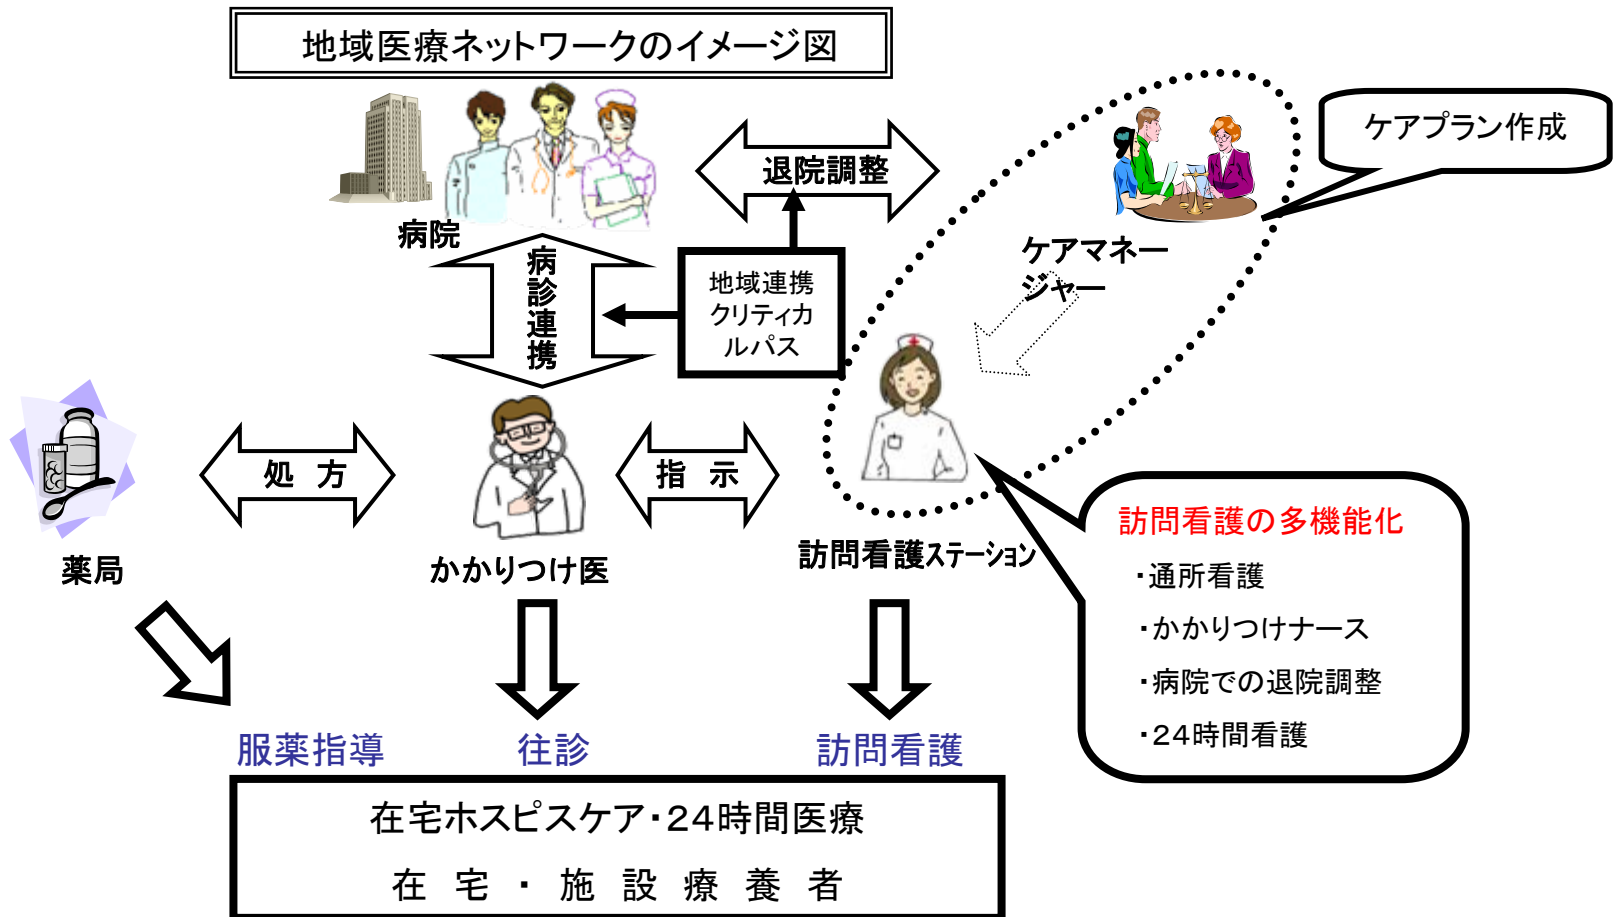 地域医療ネットワークのイメージ図
ケアプラン作成
退院調整
病院
病診連携
地域連携
クリティカ
ルパス
ケアマネー
ジャー
処 方
指 示
薬局
かかりつけ医
訪問看護ステーション
訪問看護の多機能化
・通所看護
・かかりつけナース
・病院での退院調整
・24時間看護
服薬指導
往診
訪問看護
在宅ホスピスケア・24時間医療
在 宅 ・ 施 設 療 養 者